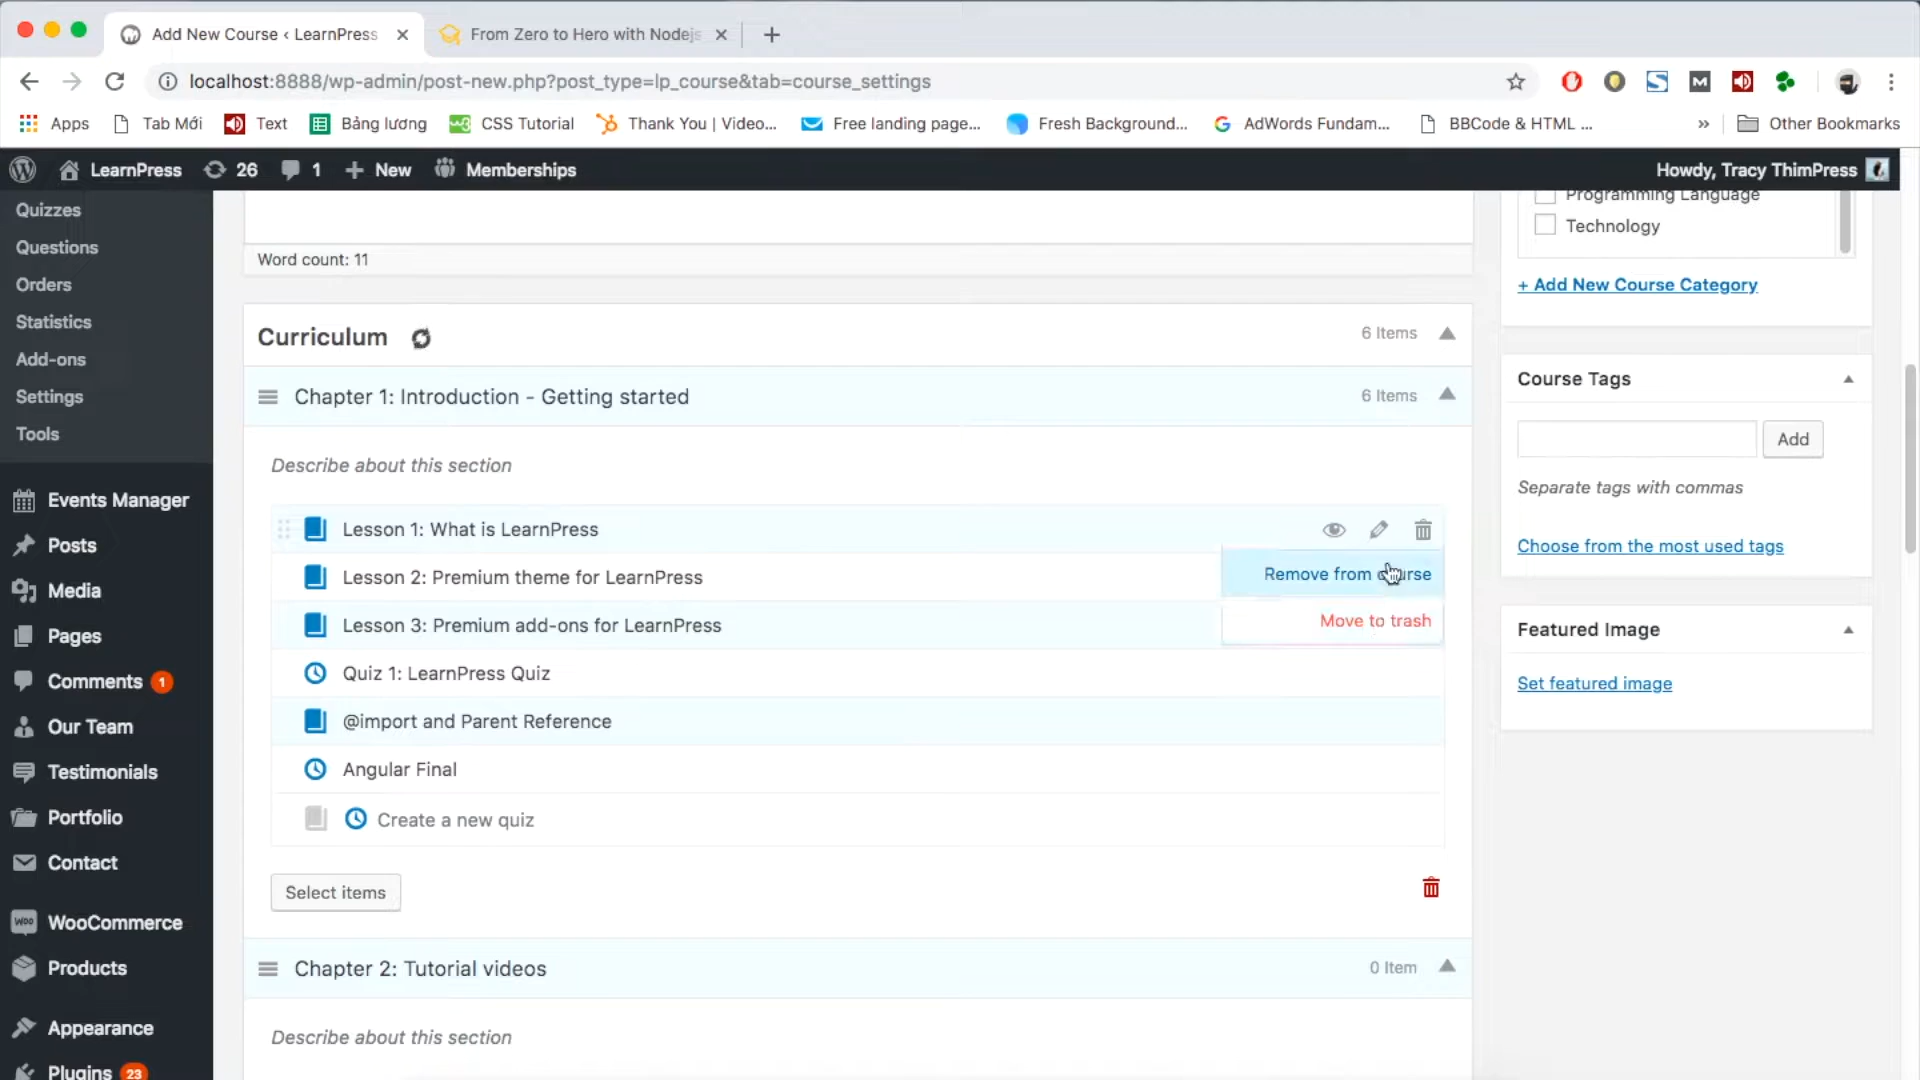 Add New Course ‹ LearnPress
From Zero to Hero with Nodejs
localhost:8888/wp-admin/post-new.php?post_type=lp_course&tab=course_settings
Apps
Tab Mới
Text
Bảng lương
CSS Tutorial
Thank You | Video...
Free landing page...
Fresh Background...
AdWords Fundam...
BBCode & HTML ...
»
Other Bookmarks
LearnPress
26
1
New
Memberships
Howdy, Tracy ThimPress
Quizzes
Questions
Orders
Statistics
Add-ons
Settings
Tools
Events Manager
Posts
Media
Pages
Comments 1
Our Team
Testimonials
Portfolio
Contact
WooCommerce
Products
Appearance
Plugins 23
Word count: 11
Curriculum
6 Items
Chapter 1: Introduction - Getting started
6 Items
Describe about this section
Lesson 1: What is LearnPress
Lesson 2: Premium theme for LearnPress
Remove from course
Lesson 3: Premium add-ons for LearnPress
Move to trash
Quiz 1: LearnPress Quiz
@import and Parent Reference
Angular Final
Create a new quiz
Select items
Chapter 2: Tutorial videos
0 Item
Describe about this section
Programming Language
Technology
+ Add New Course Category
Course Tags
Add
Separate tags with commas
Choose from the most used tags
Featured Image
Set featured image